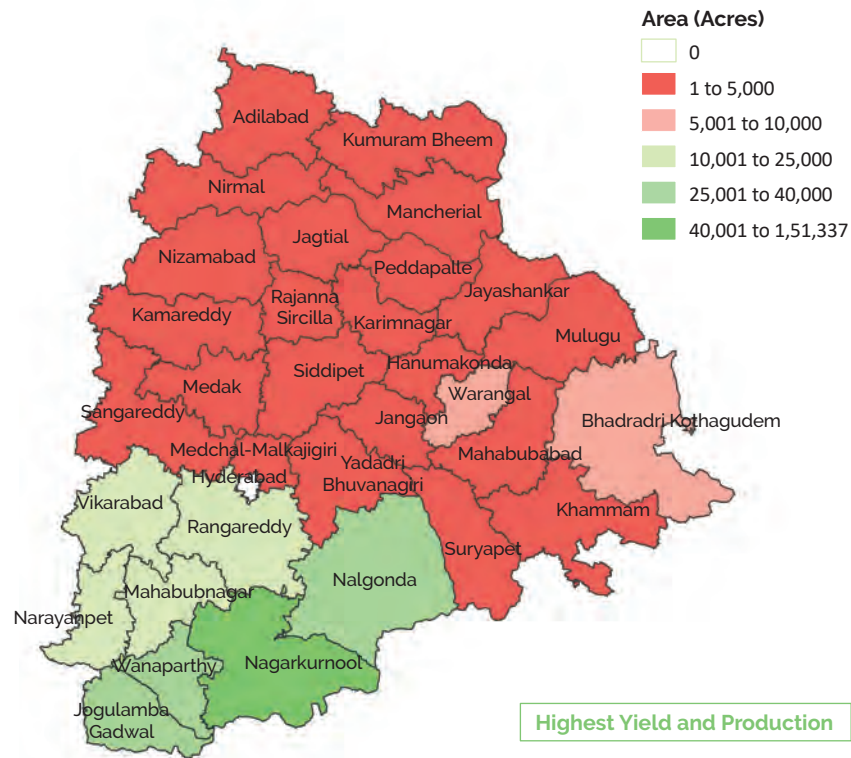 Area (Acres)
0
1 to 5,000
5,001 to 10,000
10,001 to 25,000
25,001 to 40,000
40,001 to 1,51,337
Adilabad
Kumuram Bheem
Nirmal
Mancherial
Jagtial
Nizamabad
Peddapalle
Jayashankar
Rajanna
Sircilla
Kamareddy
Karimnagar
Mulugu
Hanumakonda
Siddipet
Medak
Warangal
Sangareddy
Jangaon
Bhadradri Kothagudem
Medchal-Malkajigiri
Mahabubabad
Yadadri
Bhuvanagiri
Hyderabad
Vikarabad
Khammam
Rangareddy
Suryapet
Nalgonda
Mahabubnagar
Narayanpet
Wanaparthy
Nagarkurnool
Jogulamba
Gadwal
Highest Yield and Production